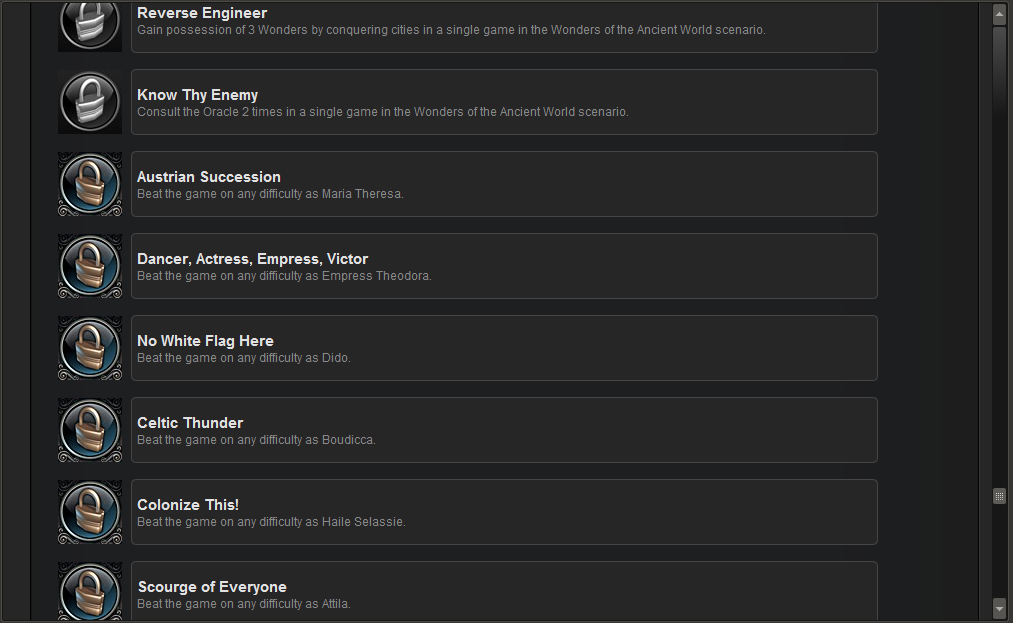 Reverse Engineer
Gain possession of 3 Wonders by conquering cities in a single game in the Wonders of the Ancient World scenario.
Know Thy Enemy
Consult the Oracle 2 times in a single game in the Wonders of the Ancient World scenario.
Austrian Succession
Beat the game on any difficulty as Maria Theresa.
Dancer, Actress, Empress, Victor
Beat the game on any difficulty as Empress Theodora.
No White Flag Here
Beat the game on any difficulty as Dido.
Celtic Thunder
Beat the game on any difficulty as Boudicca.
Colonize This!
Beat the game on any difficulty as Haile Selassie.
Scourge of Everyone
Beat the game on any difficulty as Attila.